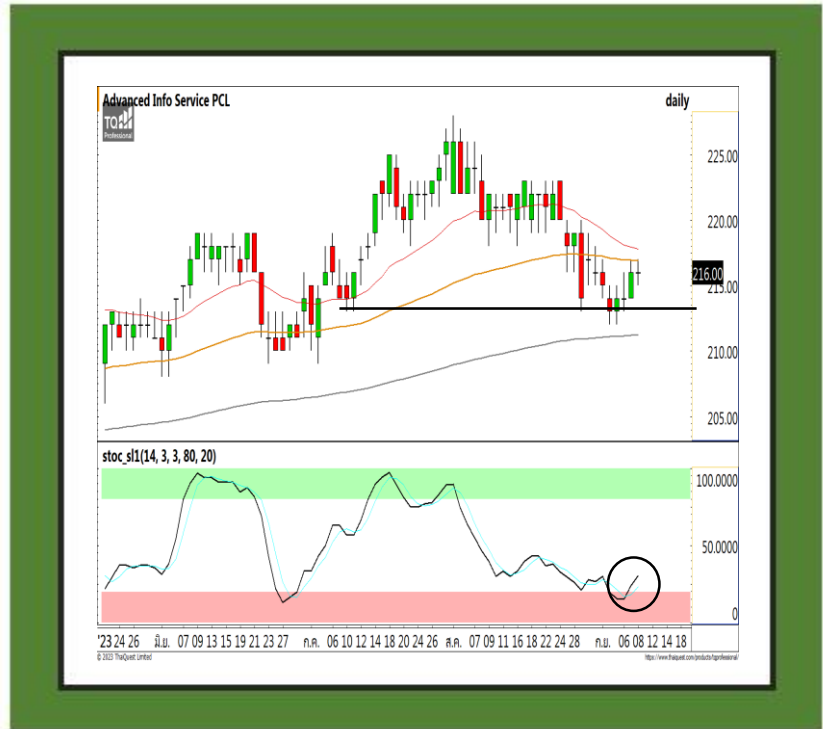 Advanced Info Service PCL
daily
TQ
Professional
225.00
220.00
216.00
215.00
210.00
205.00
stoc_sl1(14, 3, 3, 80, 20)
100.0000
50.0000
0
'23 24 26 มิ.ย. 07 09 13 15 19 21 23 27 ก.ค. 06 10 12 14 18 20 24 26 ส.ค. 07 09 11 16 18 22 24 28 ก.ย. 06 08 12 14 18
© 2023 ThaiQuest Limited
https://www.thaiquest.com/products/tqprofessional/